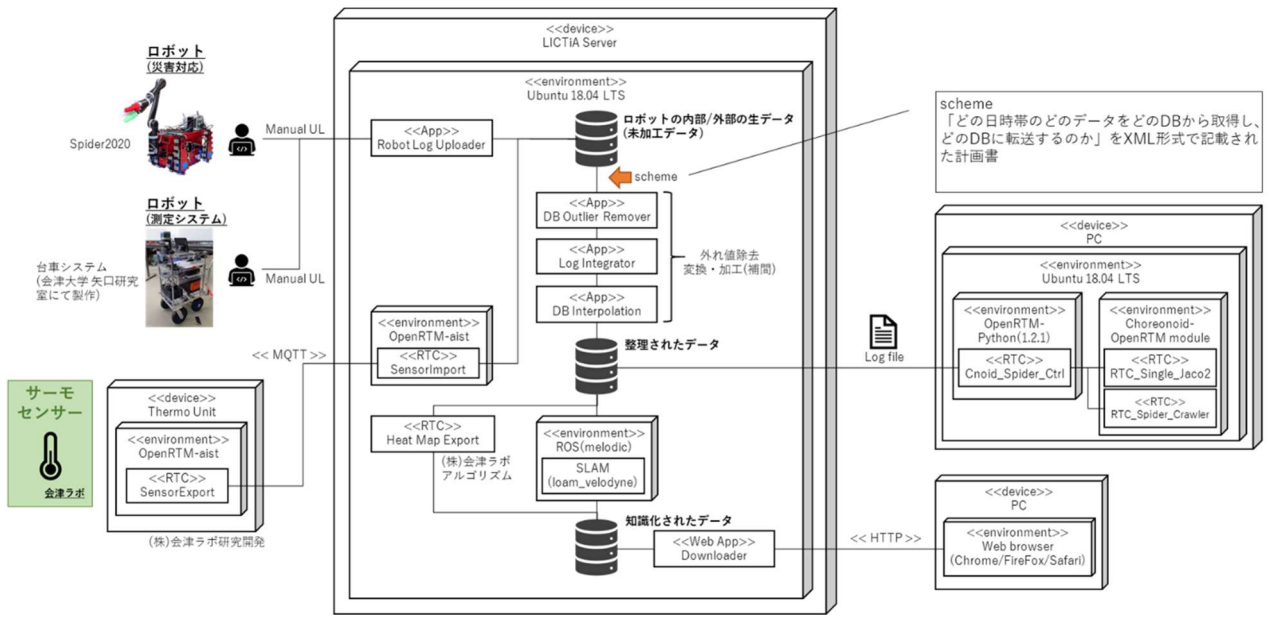 <<device>>
LICTiA Server
<<environment>>
Ubuntu 18.04 LTS
ロボット
(災害対応)
Spider2020
Manual UL
<<App>>
Robot Log Uploader
ロボットの内部/外部の生データ
(未加工データ)
scheme
scheme
「どの日時帯のどのデータをどのDBから取得し、
どのDBに転送するのか」をXML形式で記載され
た計画書
ロボット
(測定システム)
台車システム
(会津大学 矢口研究
室にて製作)
Manual UL
<<App>>
DB Outlier Remover
<<App>>
Log Integrator
<<App>>
DB Interpolation
外れ値除去
変換・加工(補間)
<<device>>
PC
<<environment>>
Ubuntu 18.04 LTS
<<environment>>
OpenRTM-
Python(1.2.1)
<<RTC>>
Cnoid_Spider_Ctrl
<<environment>>
Choreonoid-
OpenRTM module
<<RTC>>
RTC_Single_Jaco2
<<RTC>>
RTC_Spider_Crawler
Log file
<< MQTT >>
<<environment>>
OpenRTM-aist
<<RTC>>
SensorImport
整理されたデータ
サーモ
センサー
会津ラボ
<<device>>
Thermo Unit
<<environment>>
OpenRTM-aist
<<RTC>>
SensorExport
(株)会津ラボ研究開発
<<RTC>>
Heat Map Export
(株)会津ラボ
アルゴリズム
<<environment>>
ROS(melodic)
SLAM
(loam_velodyne)
知識化されたデータ
<<Web App>>
Downloader
<< HTTP >>
<<device>>
PC
<<environment>>
Web browser
(Chrome/FireFox/Safari)